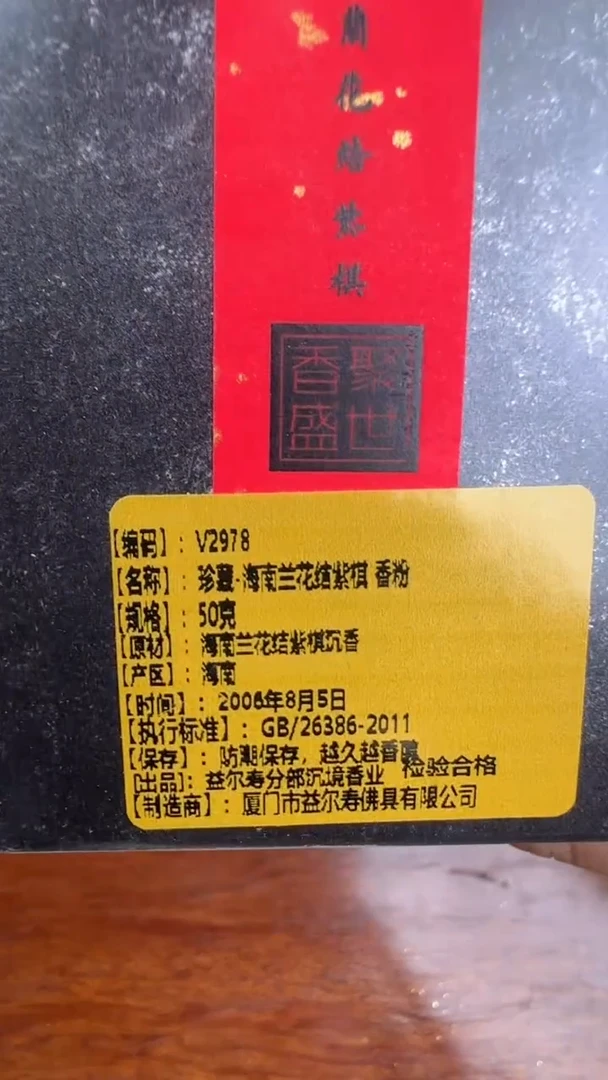 蘭花結紫棋
聚世
香盛
【编码】：V2978
【名称】：珍藏·海南兰花结紫棋 香粉
【规格】：50克
【原材】：海南兰花结紫棋沉香
【产区】：海南
【时间】：2006年8月5日
【执行标准】：GB/26386-2011
【保存】：防潮保存，越久越香醇
检验合格
[出品]：益尔寿分部沉境香业
【制造商】：厦门市益尔寿佛具有限公司